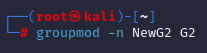 ┌──(root㉿kali)-[~]
└─# groupmod -n NewG2 G2